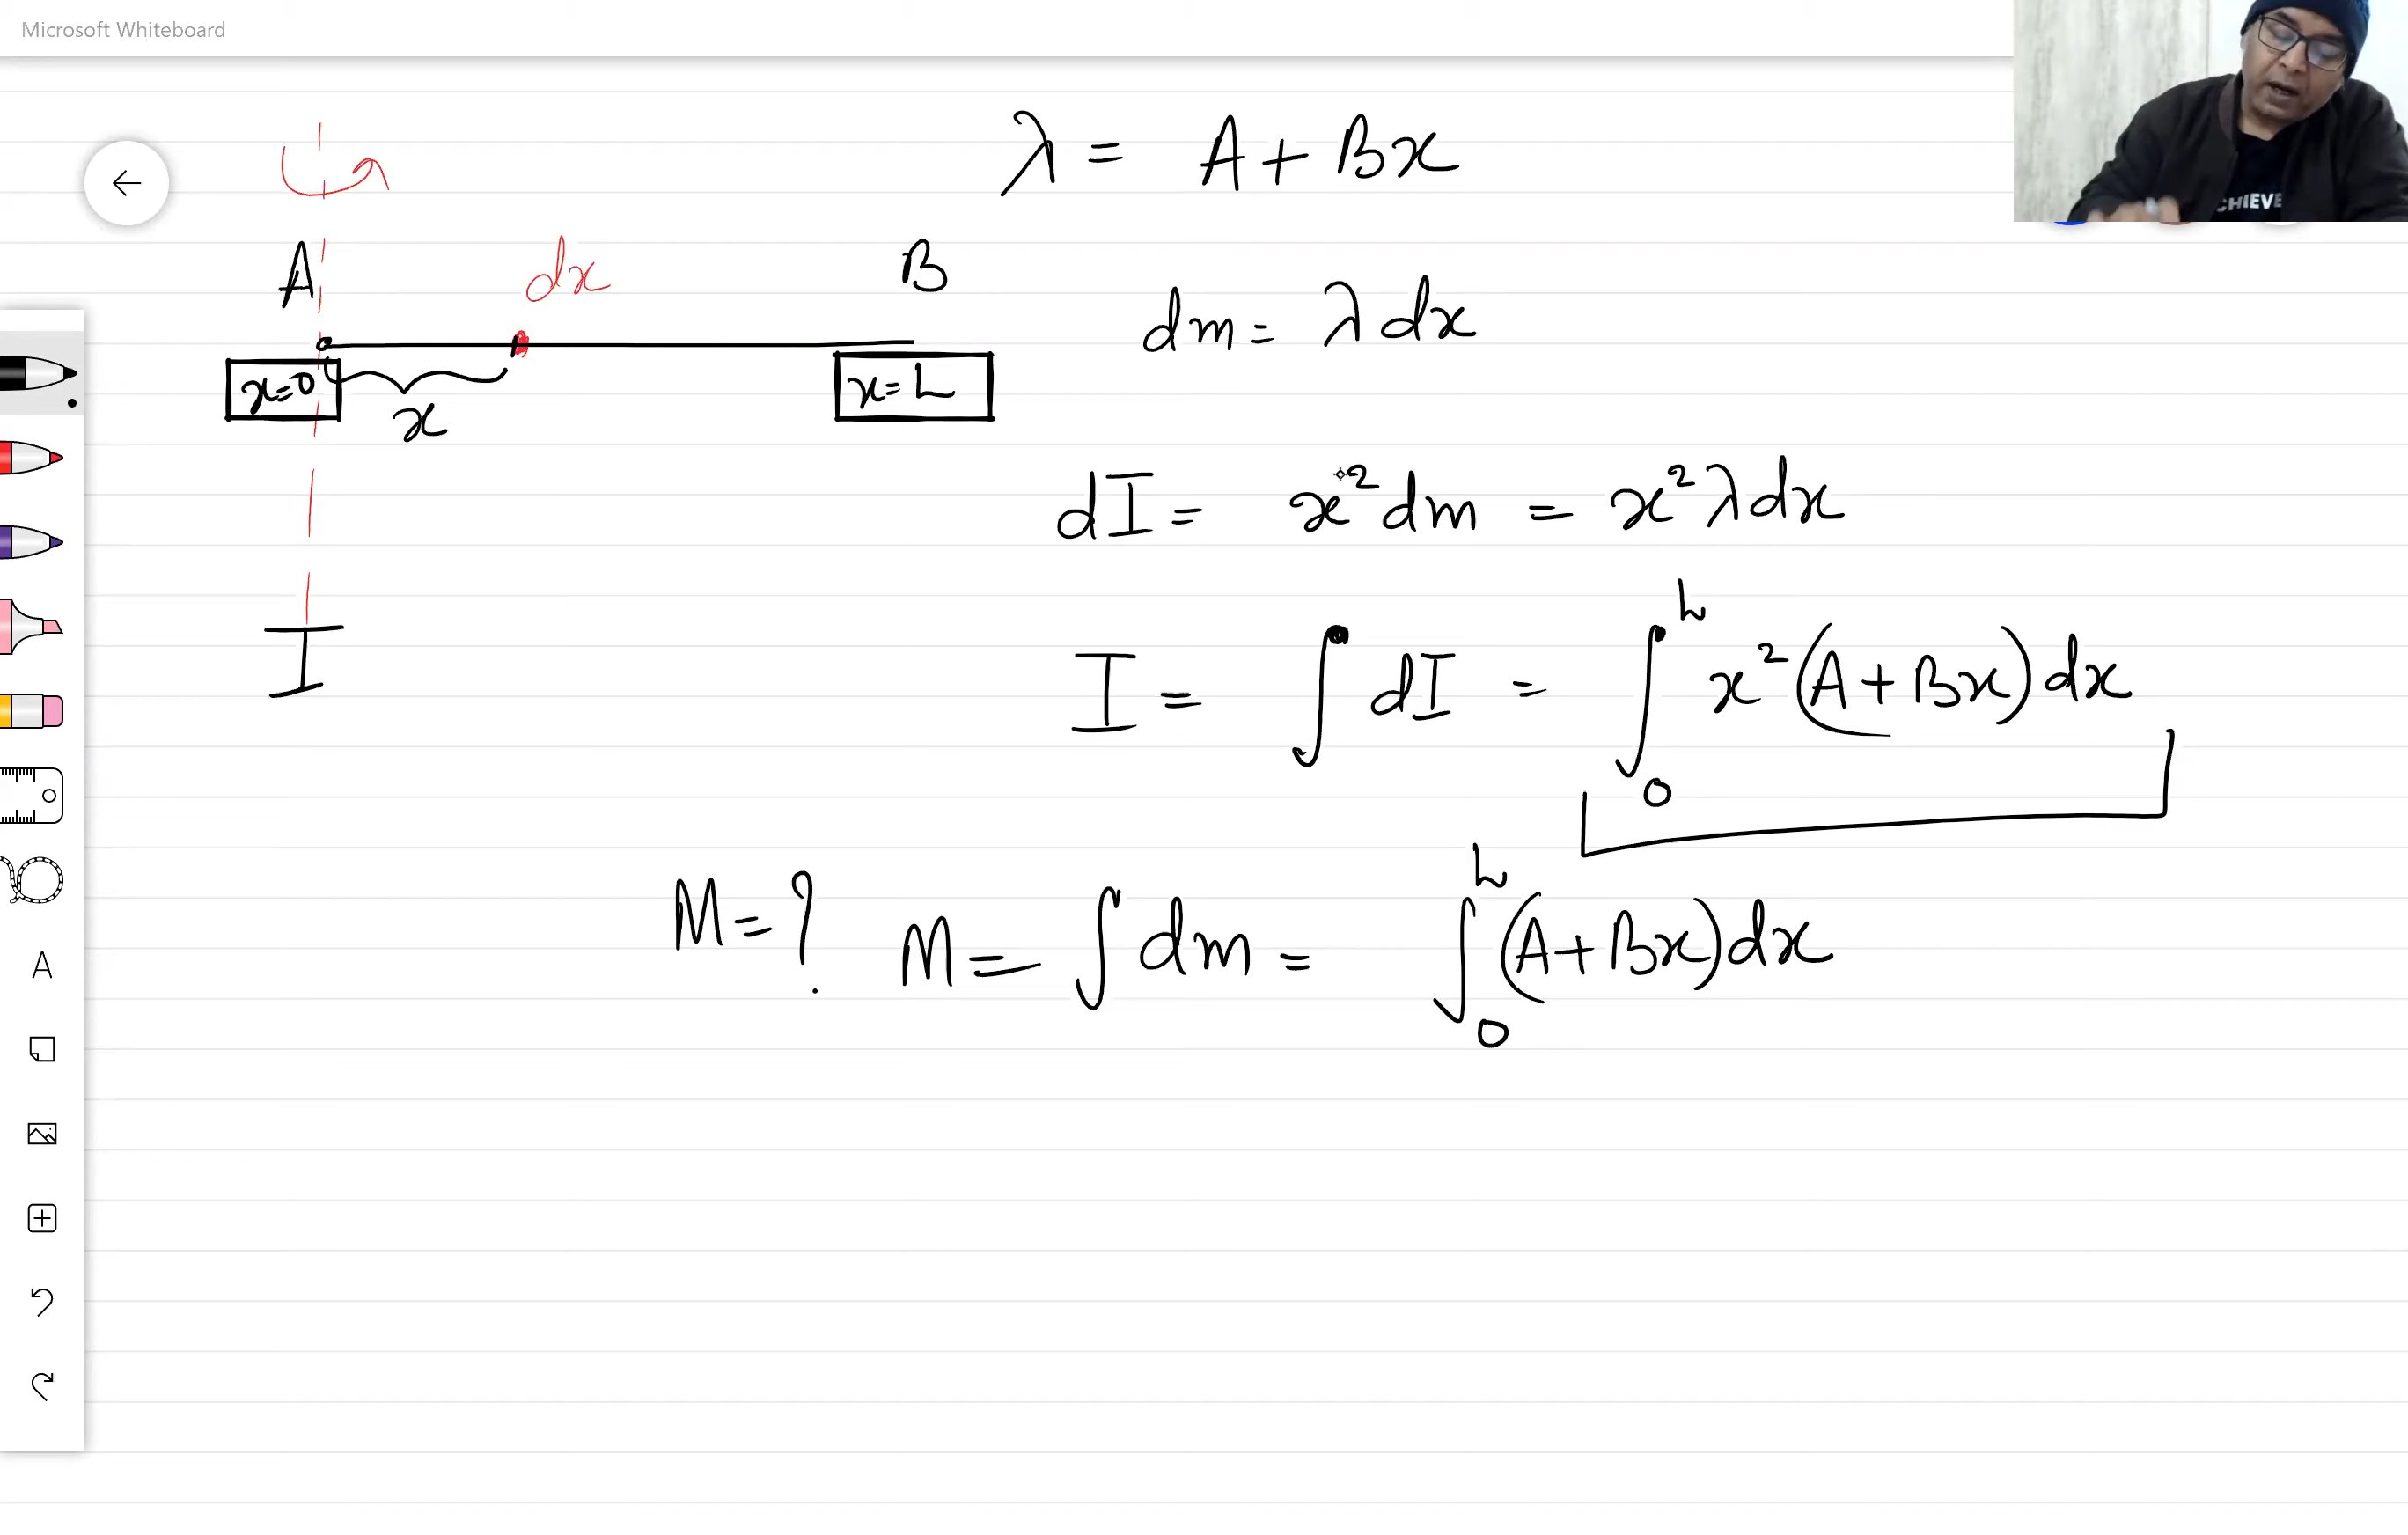 Microsoft Whiteboard
λ = A + Bx
CHIEVE
A dx B
dm = λ dx
x=0 x x=L
dI = x² dm = x² λ dx
I
I = ∫ dI = ∫₀ᴸ x² (A + Bx) dx
M = ? M = ∫ dm = ∫₀ᴸ (A + Bx) dx
A